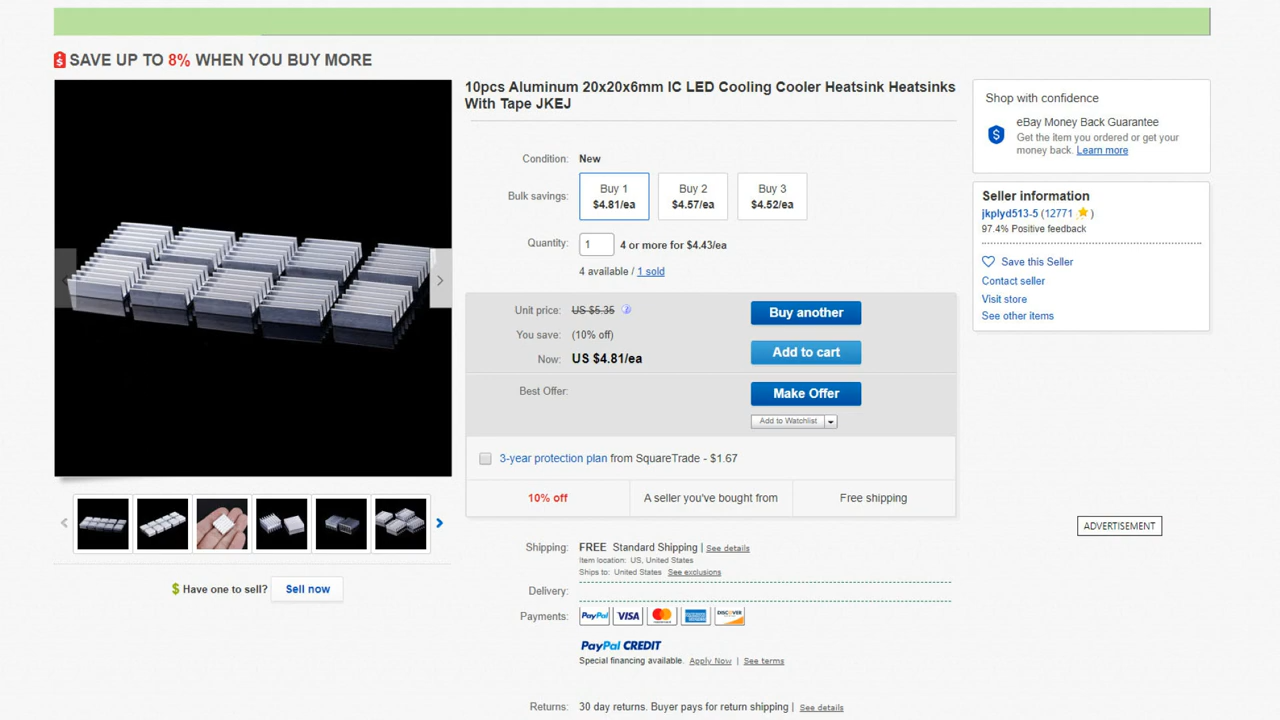 SAVE UP TO 8% WHEN YOU BUY MORE
10pcs Aluminum 20x20x6mm IC LED Cooling Cooler Heatsink Heatsinks
With Tape JKEJ
Condition: New
Bulk savings:
Buy 1
$4.81/ea
Buy 2
$4.57/ea
Buy 3
$4.52/ea
Quantity: 1 4 or more for $4.43/ea
4 available / 1 sold
Unit price: US $5.35
You save: (10% off)
Now: US $4.81/ea
Buy another
Add to cart
Best Offer:
Make Offer
Add to Watchlist
3-year protection plan from SquareTrade - $1.67
10% off
A seller you've bought from
Free shipping
Shipping: FREE Standard Shipping | See details
Item location: US, United States
Ships to: United States See exclusions
Delivery:
Payments: PayPal VISA MasterCard AMERICAN EXPRESS DISCOVER
PayPal CREDIT
Special financing available. Apply Now | See terms
Returns: 30 day returns. Buyer pays for return shipping | See details
$ Have one to sell? Sell now
Shop with confidence
eBay Money Back Guarantee
Get the item you ordered or get your
money back. Learn more
Seller information
jkplyd513-5 (12771 )
97.4% Positive feedback
Save this Seller
Contact seller
Visit store
See other items
ADVERTISEMENT